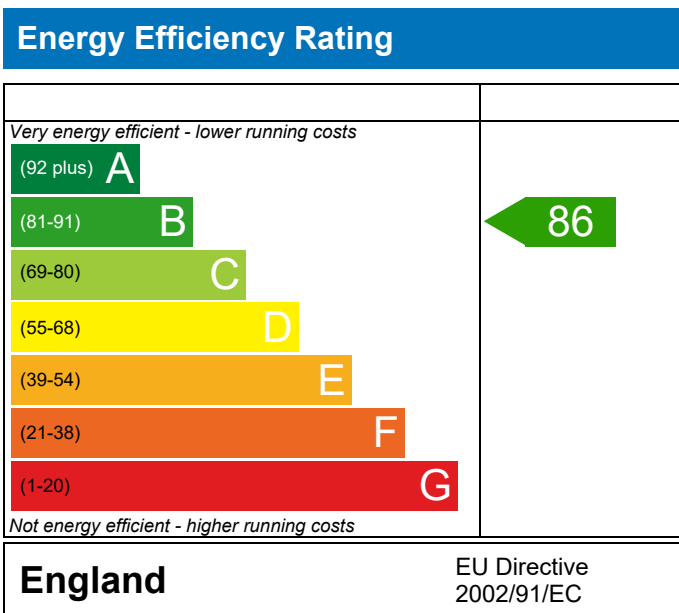 Energy Efficiency Rating
Very energy efficient - lower running costs
(92 plus) A
(81-91) B
86
(69-80) C
(55-68) D
(39-54) E
(21-38) F
(1-20) G
Not energy efficient - higher running costs
England
EU Directive
2002/91/EC